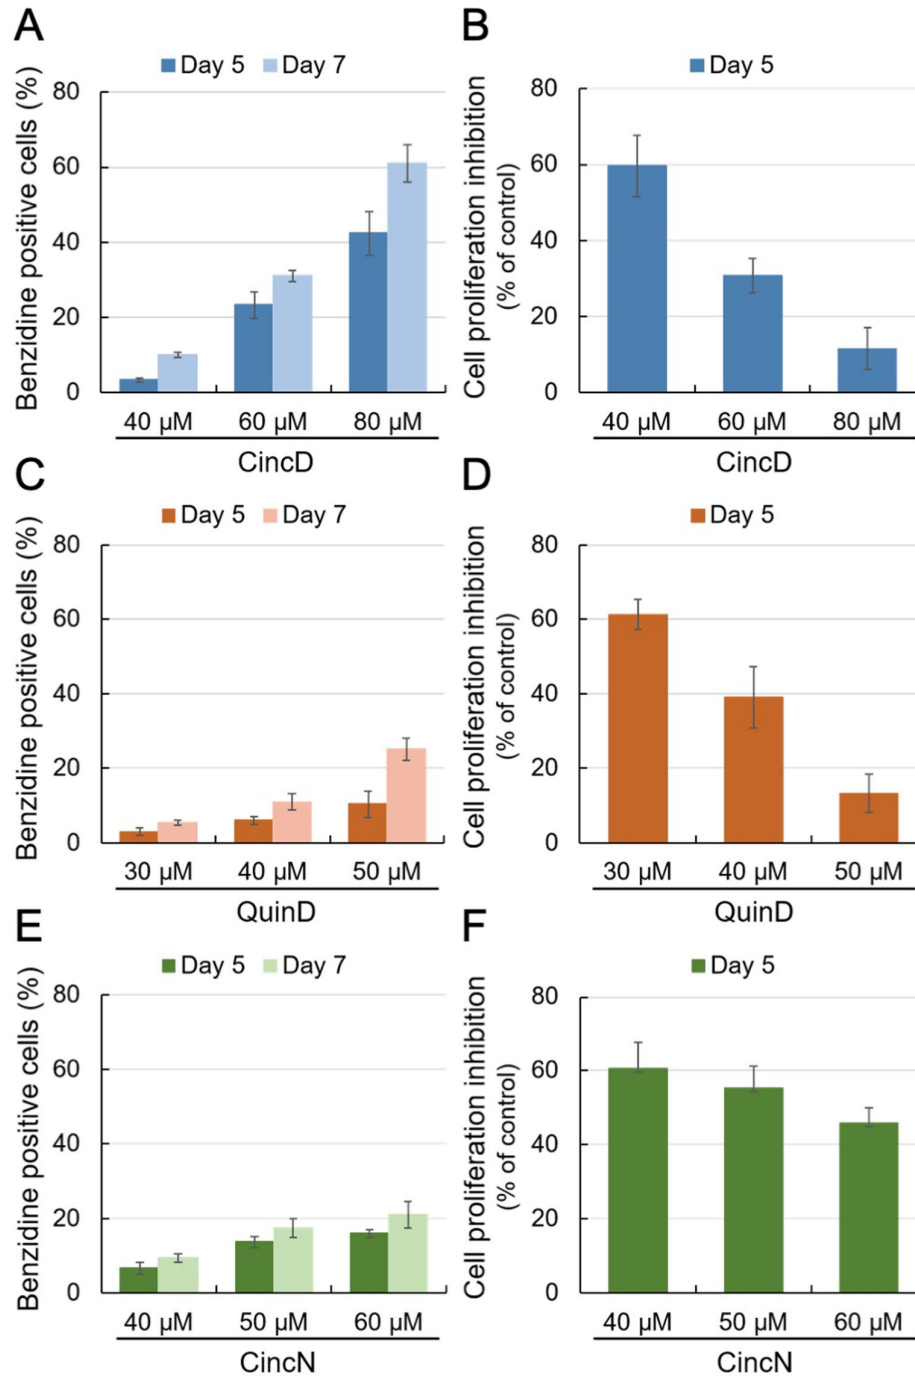 A
Day 5 Day 7
Benzidine positive cells (%)
80
60
40
20
0
40 µM 60 µM 80 µM
CincD
B
Day 5
Cell proliferation inhibition
(% of control)
80
60
40
20
0
40 µM 60 µM 80 µM
CincD
C
Day 5 Day 7
Benzidine positive cells (%)
80
60
40
20
0
30 µM 40 µM 50 µM
QuinD
D
Day 5
Cell proliferation inhibition
(% of control)
80
60
40
20
0
30 µM 40 µM 50 µM
QuinD
E
Day 5 Day 7
Benzidine positive cells (%)
80
60
40
20
0
40 µM 50 µM 60 µM
CincN
F
Day 5
Cell proliferation inhibition
(% of control)
80
60
40
20
0
40 µM 50 µM 60 µM
CincN